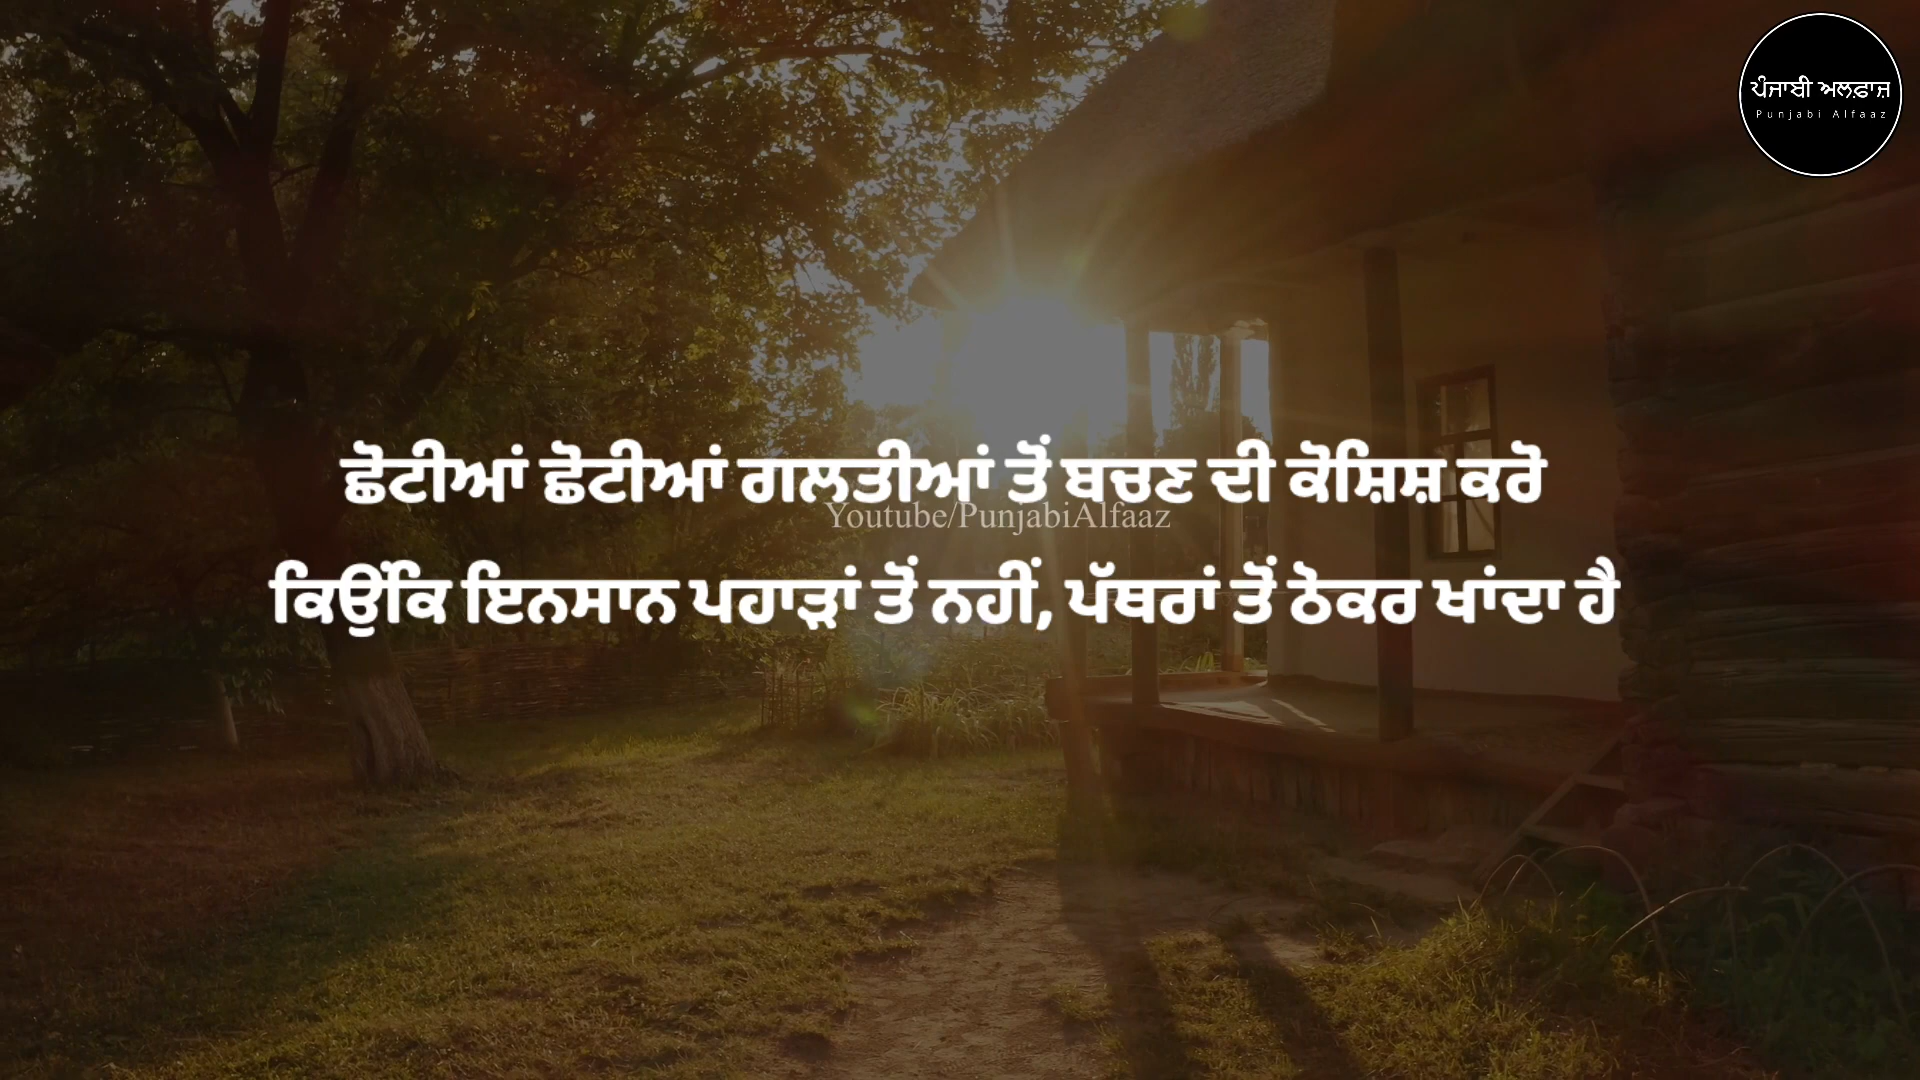 ਪੰਜਾਬੀ ਅਲਫ਼ਾਜ਼
Punjabi Alfaaz
ਛੋਟੀਆਂ ਛੋਟੀਆਂ ਗਲਤੀਆਂ ਤੋਂ ਬਚਣ ਦੀ ਕੋਸ਼ਿਸ਼ ਕਰੋ
Youtube/PunjabiAlfaaz
ਕਿਉਂਕਿ ਇਨਸਾਨ ਪਹਾੜਾਂ ਤੋਂ ਨਹੀਂ, ਪੱਥਰਾਂ ਤੋਂ ਠੋਕਰ ਖਾਂਦਾ ਹੈ